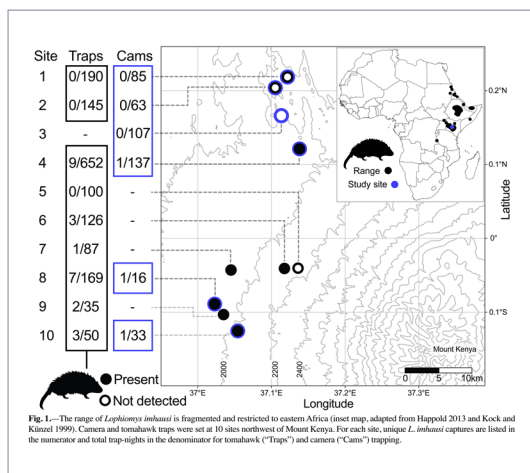 Site Traps Cams
1 0/190 0/85
2 0/145 0/63
3 - 0/107
4 9/652 1/137
5 0/100 -
6 3/126 -
7 1/87 -
8 7/169 1/16
9 2/35 -
10 3/50 1/33
Present
Not detected
Range
Study site
0.2°N
0.1°N
0°
0.1°S
Latitude
Mount Kenya
2000
2200
2400
0 5 10km
37°E
37.1°E
37.2°E
37.3°E
Longitude
Fig. 1.—The range of Lophiomys imhausi is fragmented and restricted to eastern Africa (inset map, adapted from Happold 2013 and Kock and
Künzel 1999). Camera and tomahawk traps were set at 10 sites northwest of Mount Kenya. For each site, unique L. imhausi captures are listed in
the numerator and total trap-nights in the denominator for tomahawk (“Traps”) and camera (“Cams”) trapping.